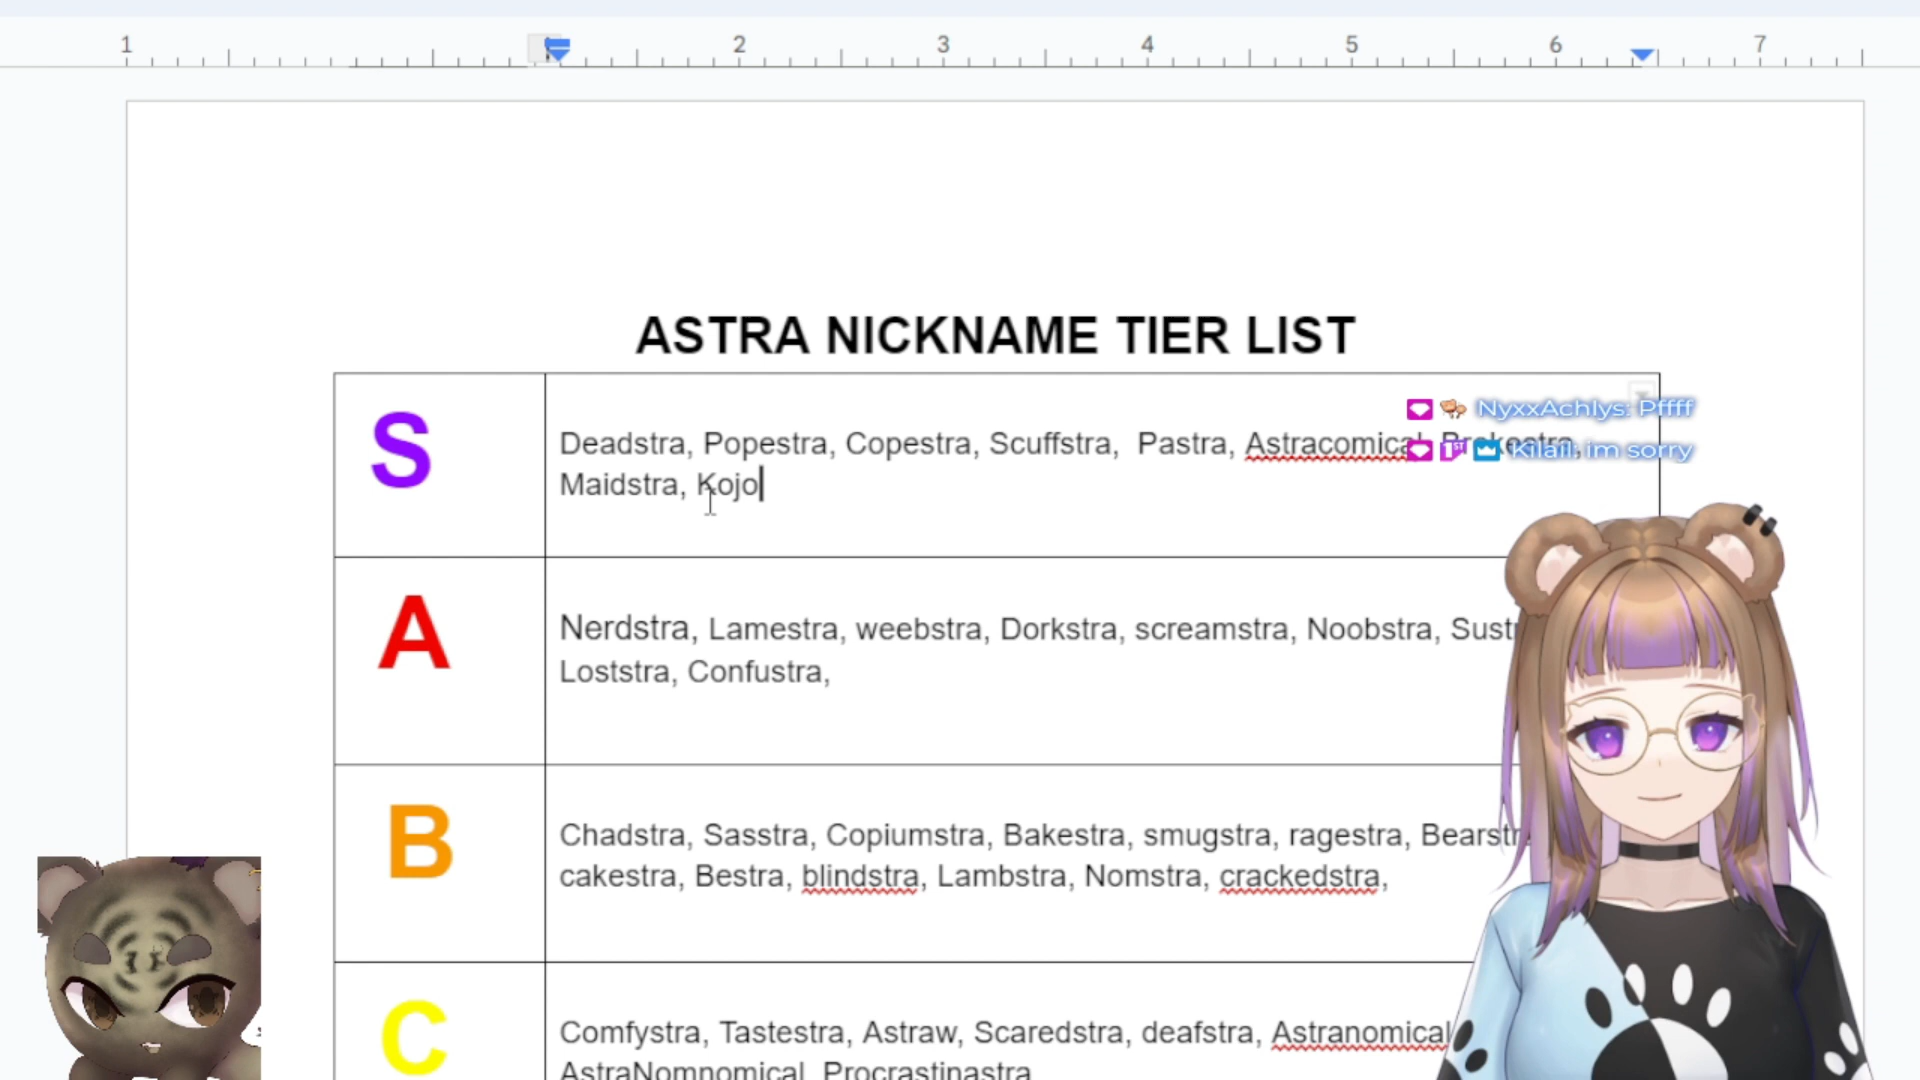 1 2 3 4 5 6 7
ASTRA NICKNAME TIER LIST
S
NyxxAchlys: Pffff
Deadstra, Popestra, Copestra, Scuffstra, Pastra, Astracomical,
1ST Kilail: im sorry
Maidstra, Kojo
A
Nerdstra, Lamestra, weebstra, Dorkstra, screamstra, Noobstra,
Loststra, Confustra,
B
Chadstra, Sasstra, Copiumstra, Bakestra, smugstra, ragestra,
cakestra, Bestra, blindstra, Lambstra, Nomstra, crackedstra,
C
Comfystra, Tastestra, Astraw, Scaredstra, deafstra, Astranomical
AstraNomnomical, Procrastinastra